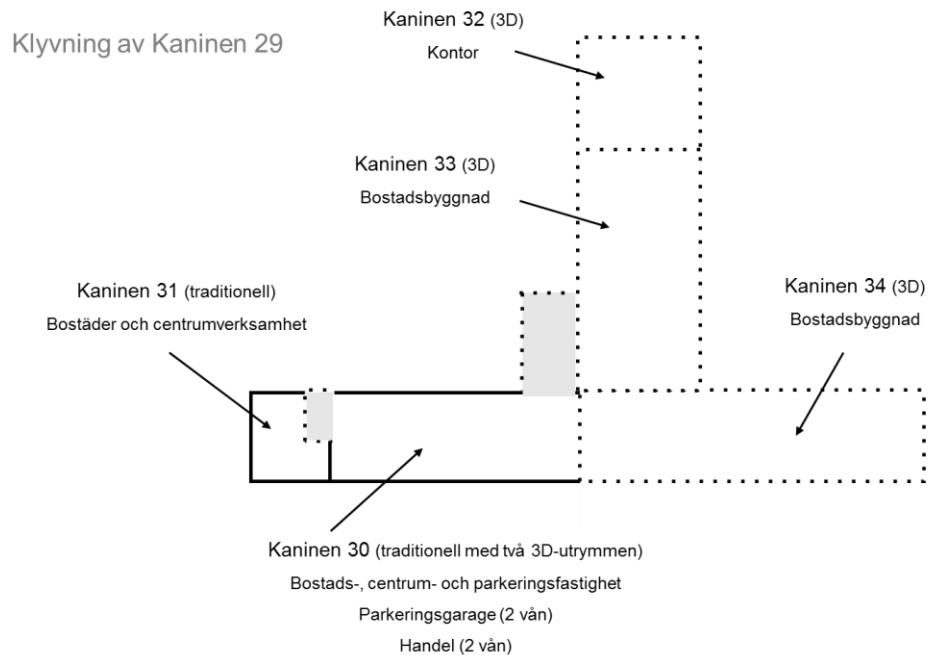 Klyvning av Kaninen 29
Kaninen 32 (3D)
Kontor
Kaninen 33 (3D)
Bostadsbyggnad
Kaninen 31 (traditionell)
Bostäder och centrumverksamhet
Kaninen 34 (3D)
Bostadsbyggnad
Kaninen 30 (traditionell med två 3D-utrymmen)
Bostads-, centrum- och parkeringsfastighet
Parkeringsgarage (2 vån)
Handel (2 vån)